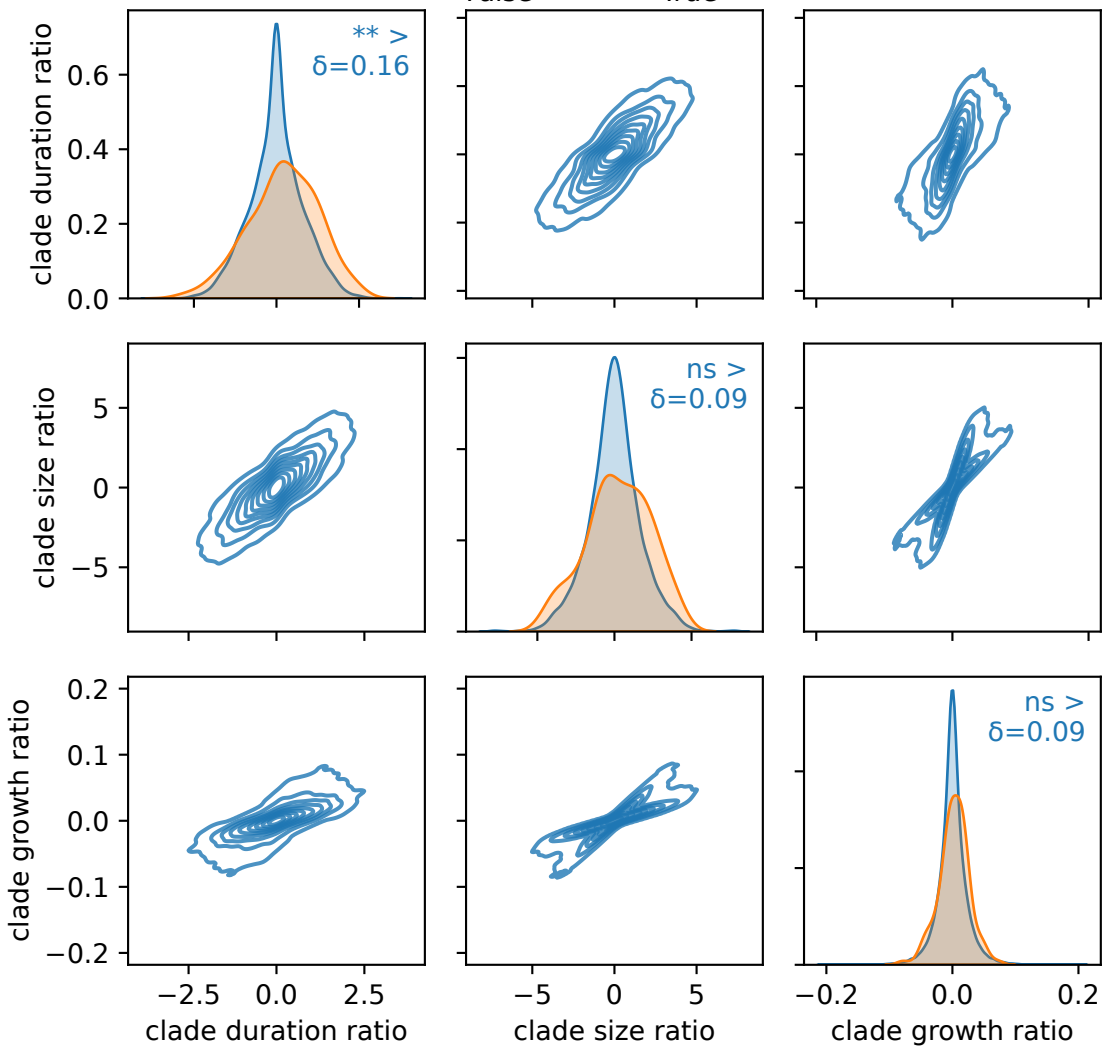 clade duration ratio
0.6
0.4
0.2
0.0
** >
δ=0.16
clade size ratio
5
0
−5
ns >
δ=0.09
clade growth ratio
0.2
0.1
0.0
−0.1
−0.2
ns >
δ=0.09
−2.5 0.0 2.5
−5 0 5
−0.2 0.0 0.2
clade duration ratio
clade size ratio
clade growth ratio